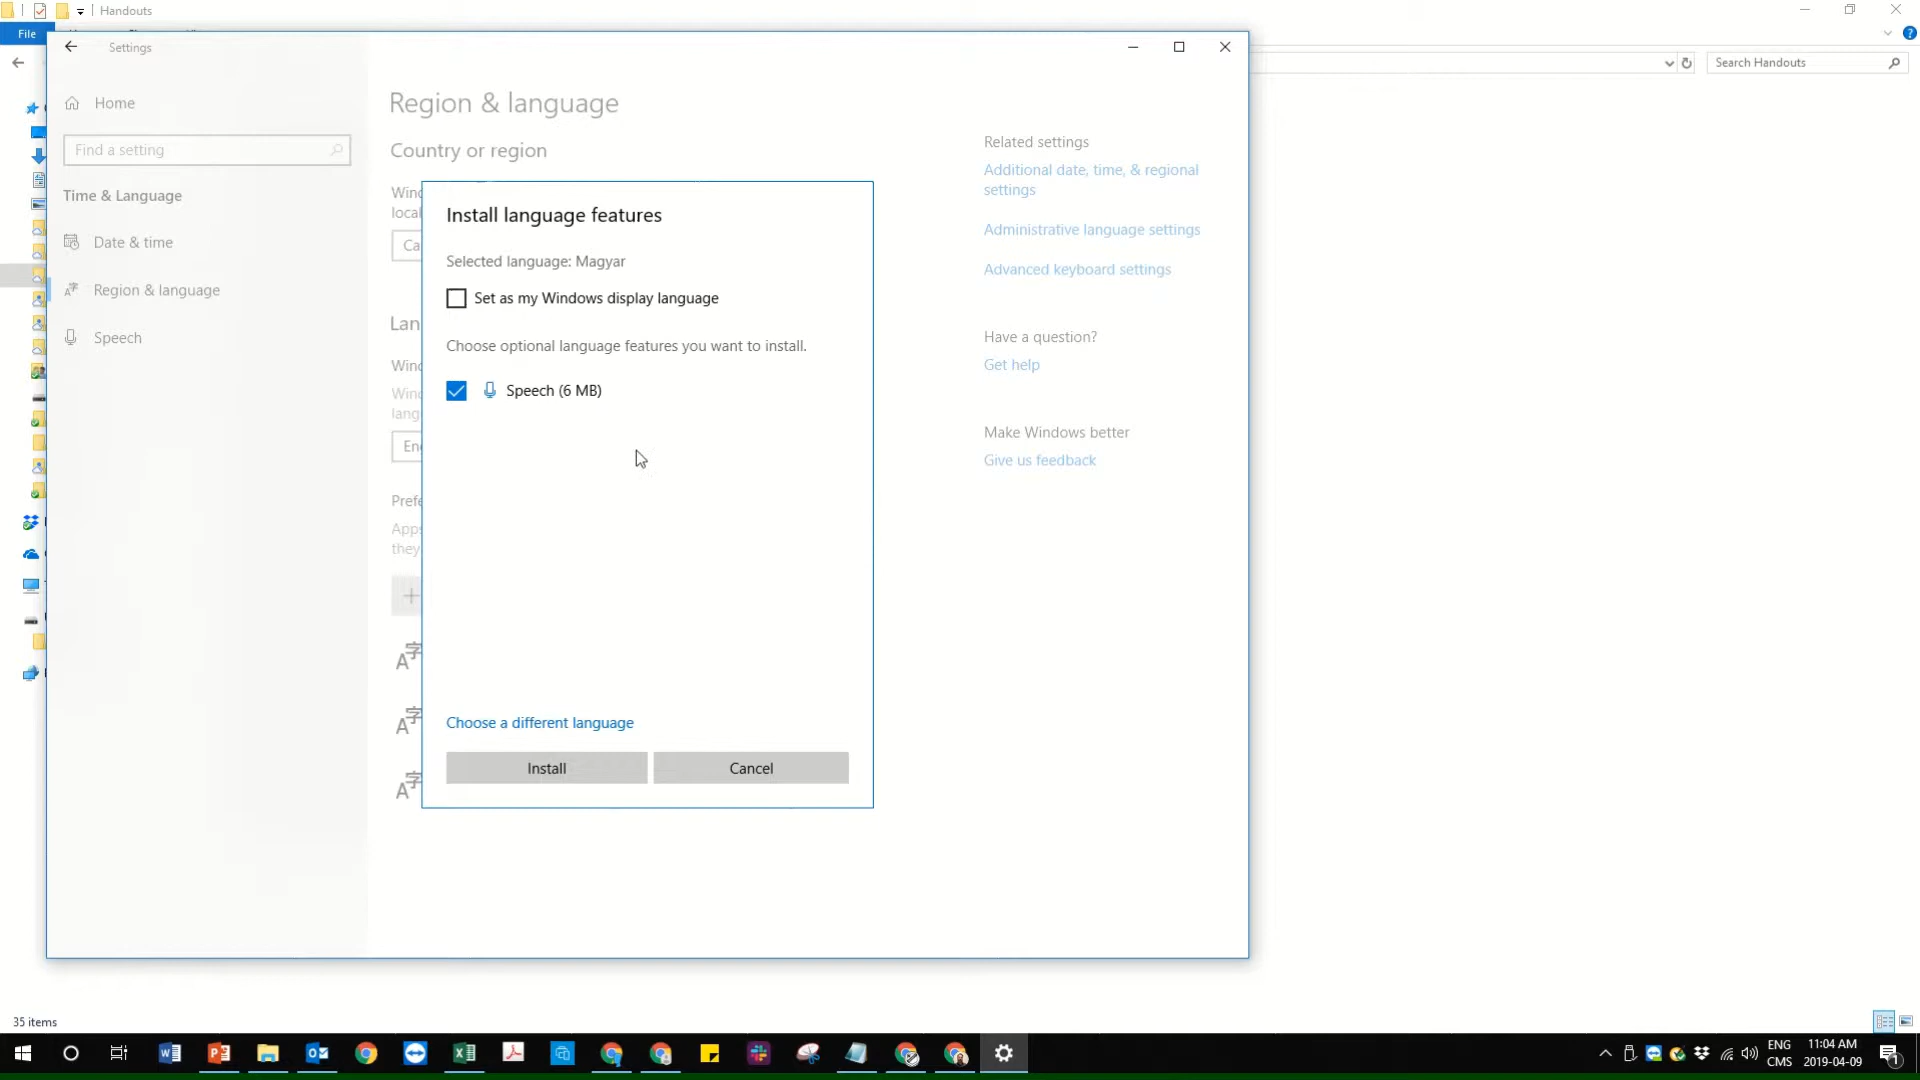 Handouts
File
Settings
Search Handouts
Home
Find a setting
Time & Language
Date & time
Region & language
Speech
Region & language
Country or region
Install language features
Selected language: Magyar
Set as my Windows display language
Choose optional language features you want to install.
Speech (6 MB)
Choose a different language
Install
Cancel
Related settings
Additional date, time, & regional
settings
Administrative language settings
Advanced keyboard settings
Have a question?
Get help
Make Windows better
Give us feedback
35 items
ENG
CMS
11:04 AM
2019-04-09